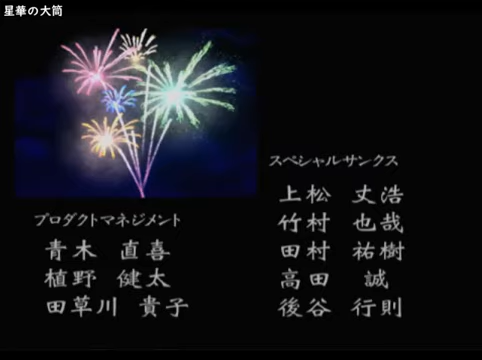 星華の大筒
プロダクトマネジメント
青木 直喜
植野 健太
田草川 貴子
スペシャルサンクス
上松 丈浩
竹村 也哉
田村 祐樹
高田 誠
後谷 行則